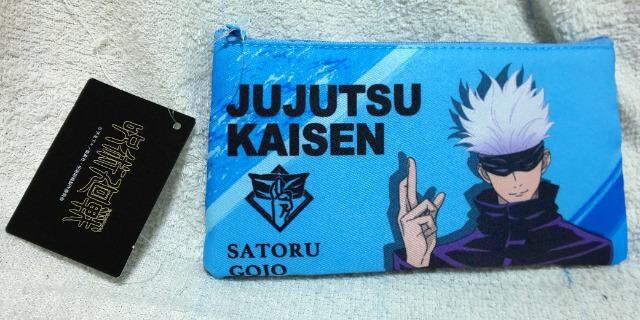 呪術廻戦
JUJUTSU
KAISEN
SATORU
GOJO